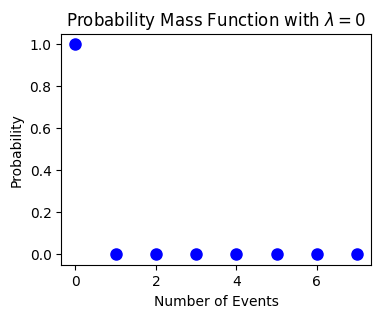 Probability Mass Function with λ = 0
1.0
0.8
0.6
0.4
0.2
0.0
Probability
0 2 4 6
Number of Events